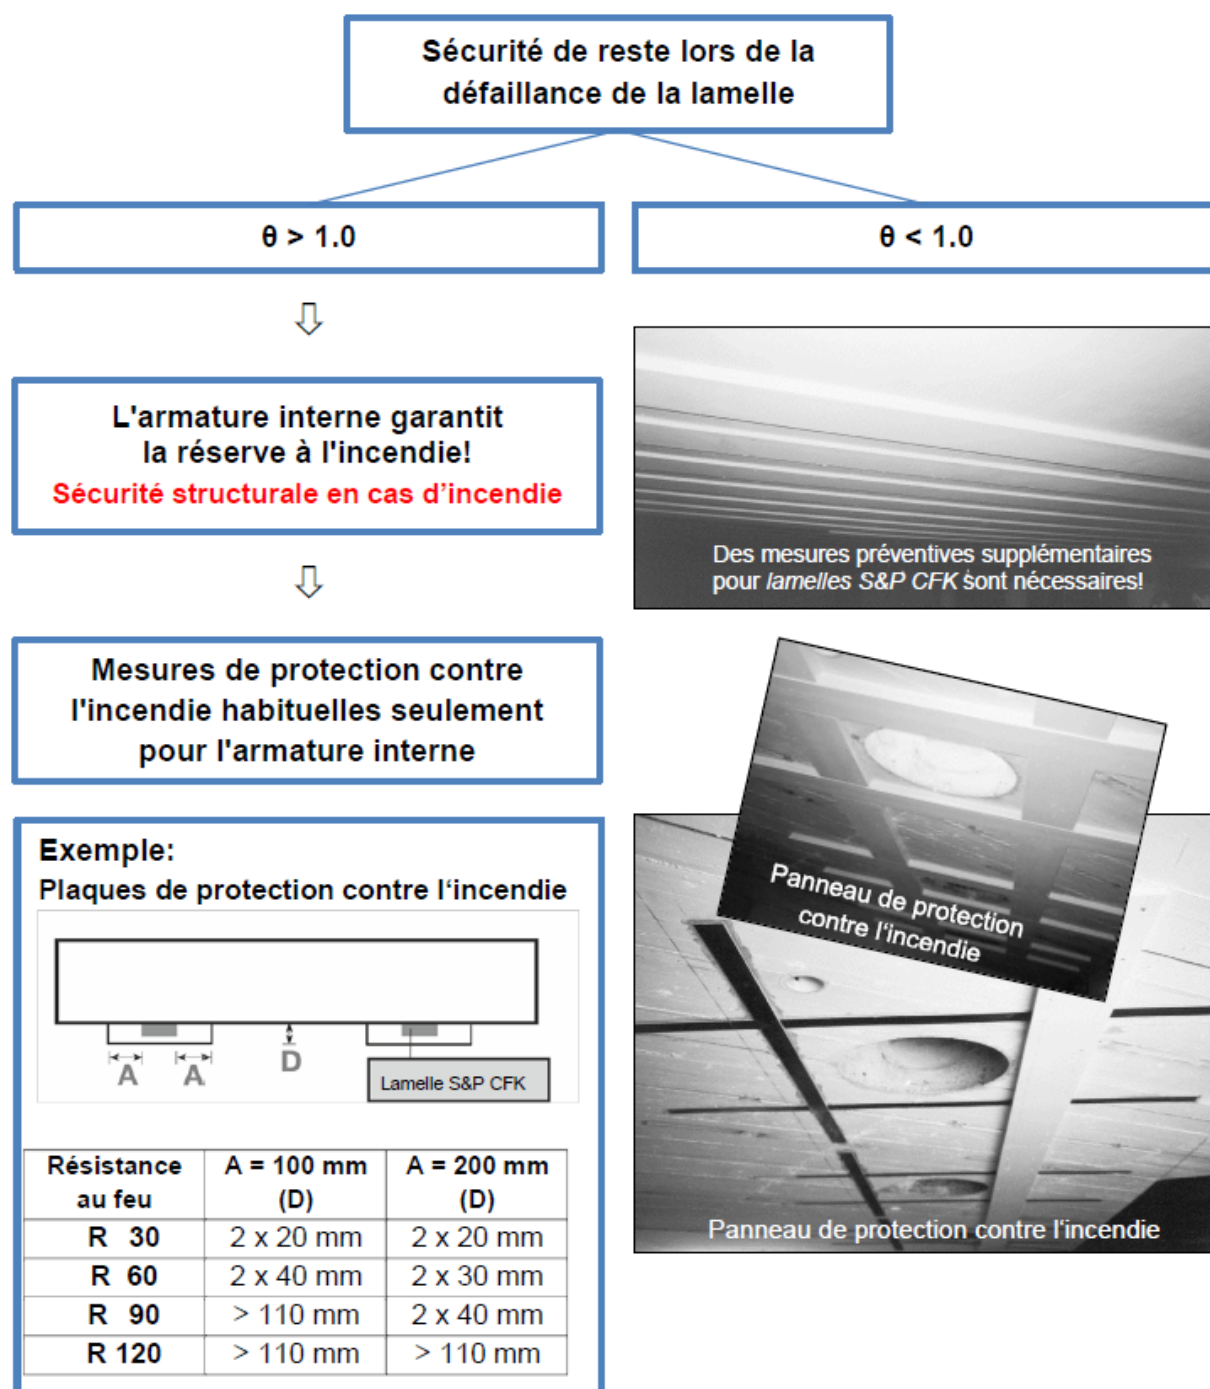 Sécurité de reste lors de la
défaillance de la lamelle
θ > 1.0
θ < 1.0
L'armature interne garantit
la réserve à l'incendie!
Sécurité structurale en cas d’incendie
Des mesures préventives supplémentaires
pour lamelles S&P CFK sont nécessaires!
Mesures de protection contre
l'incendie habituelles seulement
pour l'armature interne
Panneau de protection
contre l‘incendie
Panneau de protection contre l‘incendie
Exemple:
Plaques de protection contre l‘incendie
A A D
Lamelle S&P CFK
Résistance A = 100 mm A = 200 mm
au feu (D) (D)
R 30 2 x 20 mm 2 x 20 mm
R 60 2 x 40 mm 2 x 30 mm
R 90 > 110 mm 2 x 40 mm
R 120 > 110 mm > 110 mm